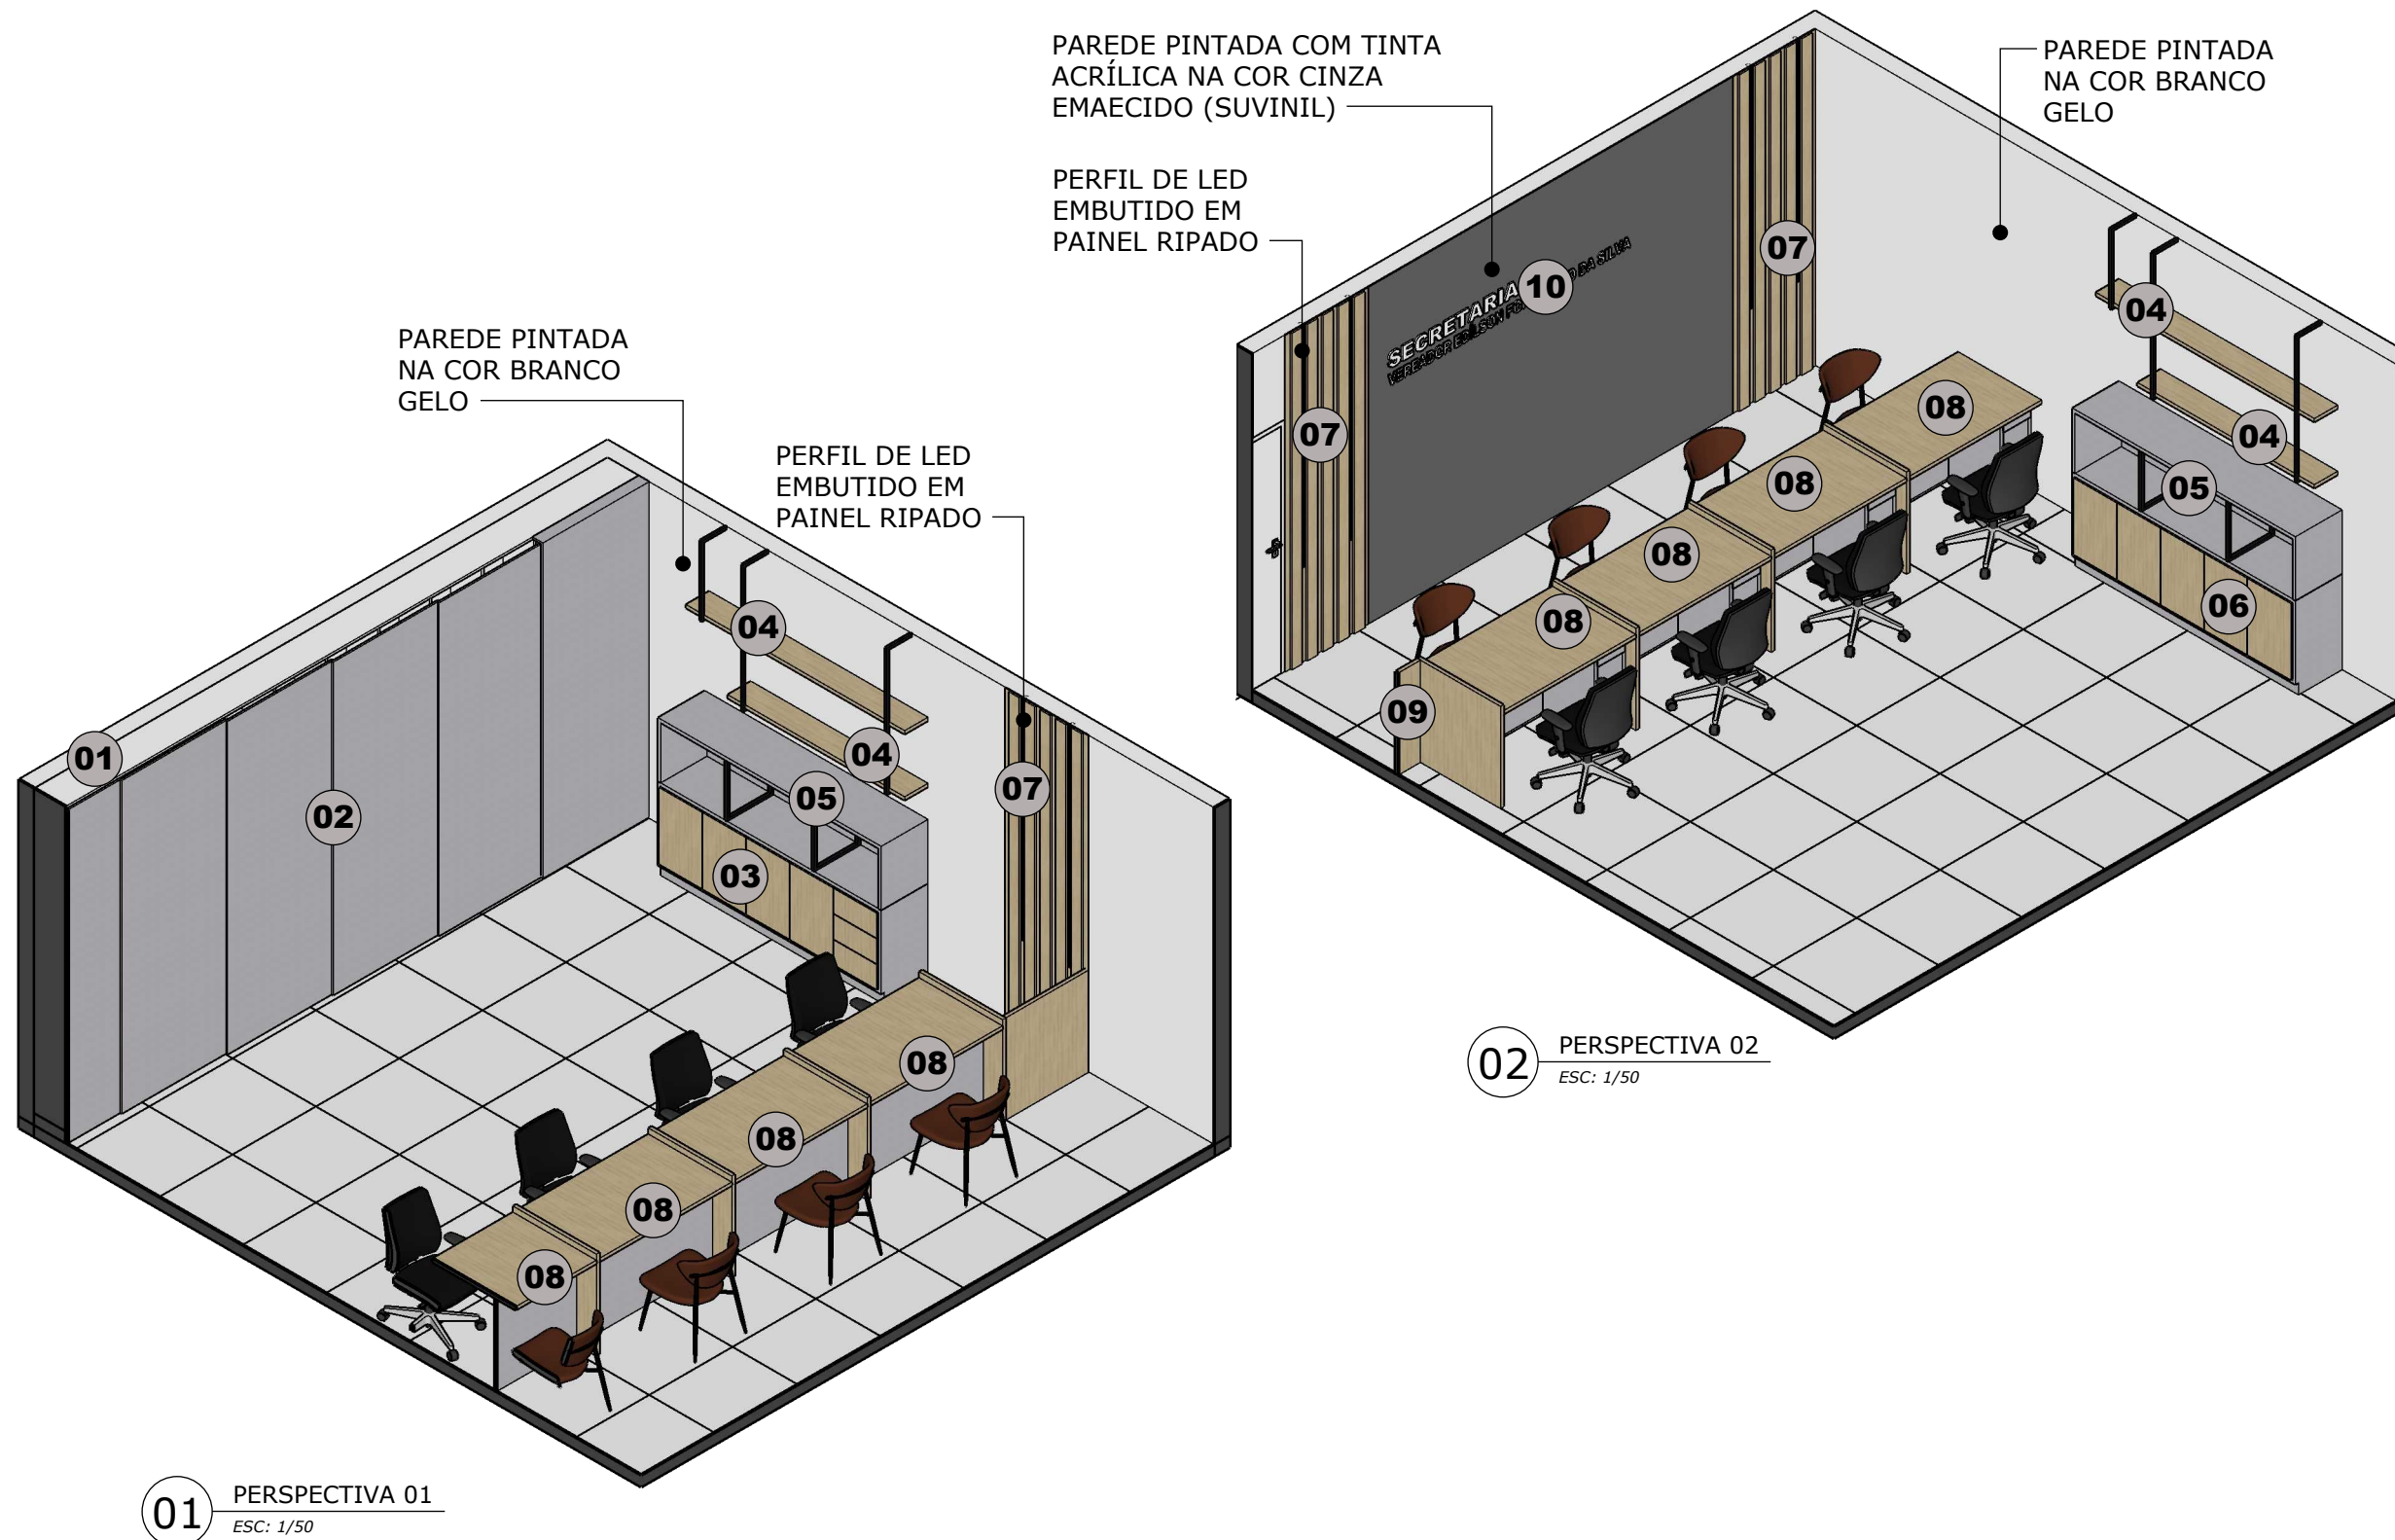 PAREDE PINTADA COM TINTA
ACRÍLICA NA COR CINZA
EMAECIDO (SUVINIL)
PERFIL DE LED
EMBUTIDO EM
PAINEL RIPADO
PAREDE PINTADA
NA COR BRANCO
GELO
07
04
10
SECRETARIA
DA SILVA
VEREADOR
07
08
04
08
05
08
06
08
09
02
PERSPECTIVA 02
ESC: 1/50
PAREDE PINTADA
NA COR BRANCO
GELO
PERFIL DE LED
EMBUTIDO EM
PAINEL RIPADO
04
01
04
07
05
02
03
08
08
08
08
01
PERSPECTIVA 01
ESC: 1/50